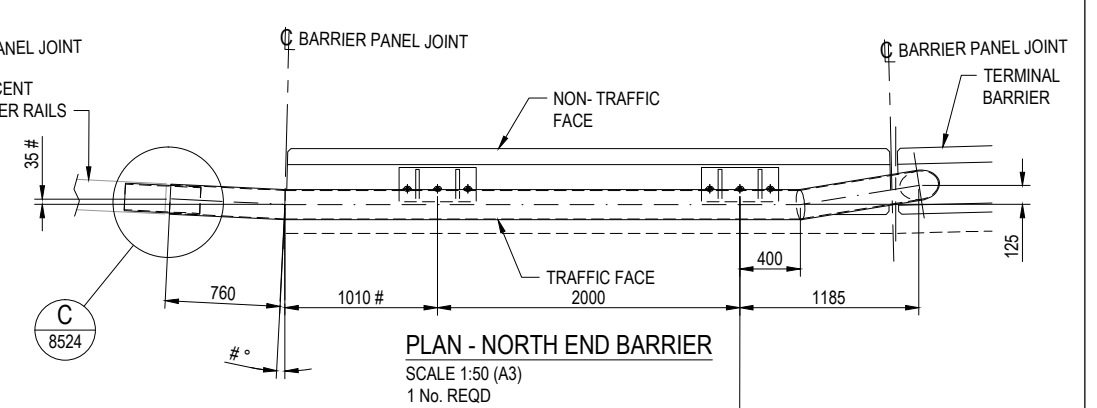 ANEL JOINT
CENT
ER RAILS
35 #
℄ BARRIER PANEL JOINT
NON- TRAFFIC
FACE
℄ BARRIER PANEL JOINT
TERMINAL
BARRIER
TRAFFIC FACE
400
125
760
1010 #
2000
1185
C
8524
# °
PLAN - NORTH END BARRIER
SCALE 1:50 (A3)
1 No. REQD